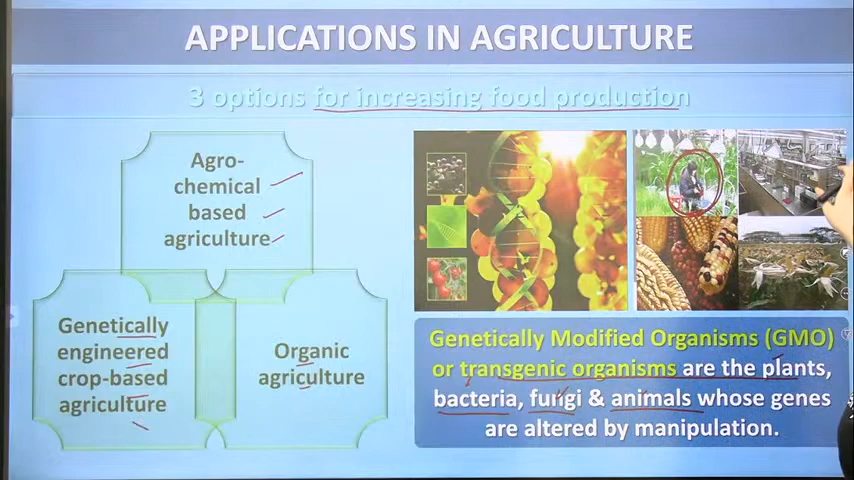 APPLICATIONS IN AGRICULTURE
3 options for increasing food production
Agro-
chemical
based
agriculture
Genetically
engineered
crop-based
agriculture
Organic
agriculture
Genetically Modified Organisms (GMO)
or transgenic organisms are the plants,
bacteria, fungi & animals whose genes
are altered by manipulation.